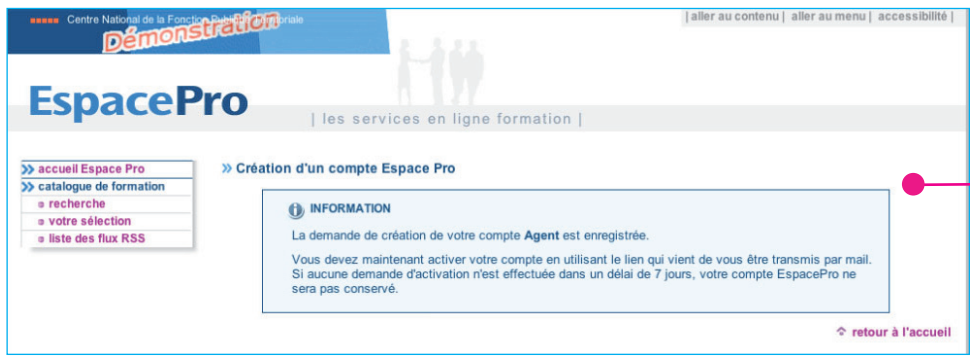 Centre National de la Fonction Publique Territoriale
Démonstration
| aller au contenu | aller au menu | accessibilité |
EspacePro
| les services en ligne formation |
accueil Espace Pro
catalogue de formation
recherche
votre sélection
liste des flux RSS
Création d'un compte Espace Pro
INFORMATION
La demande de création de votre compte Agent est enregistrée.
Vous devez maintenant activer votre compte en utilisant le lien qui vient de vous être transmis par mail.
Si aucune demande d'activation n'est effectuée dans un délai de 7 jours, votre compte EspacePro ne
sera pas conservé.
retour à l'accueil